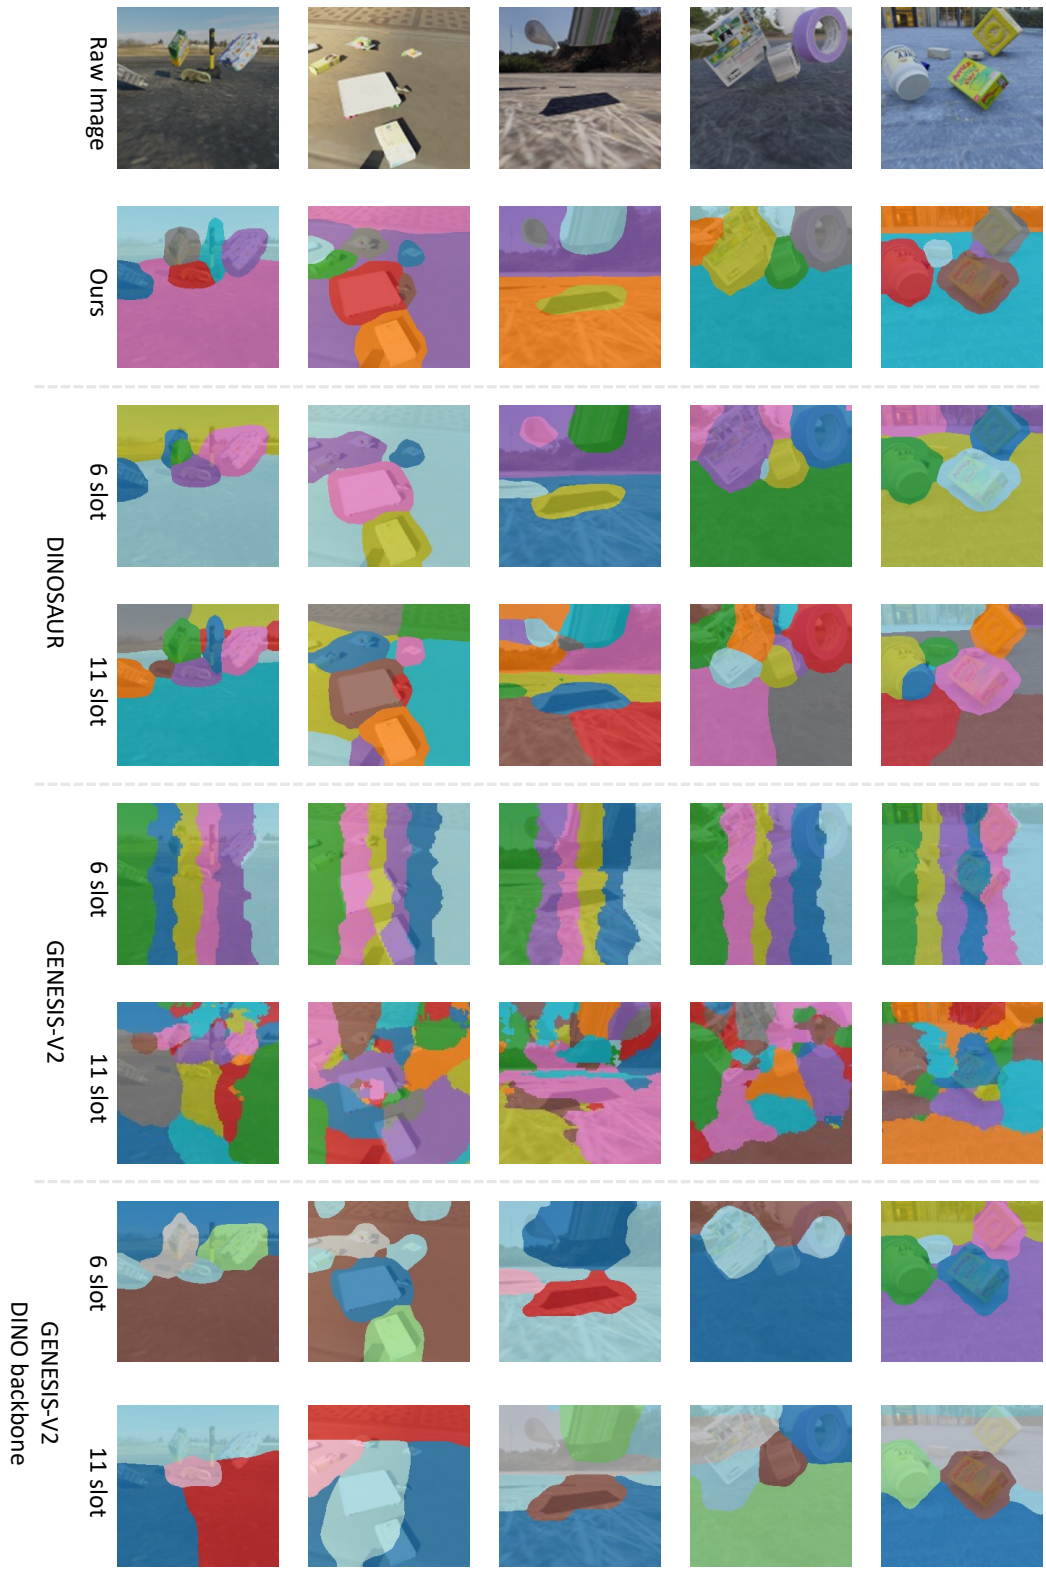 Raw Image
Ours
6 slot
11 slot
DINOSAUR
6 slot
11 slot
GENESIS-V2
6 slot
11 slot
GENESIS-V2
DINO backbone